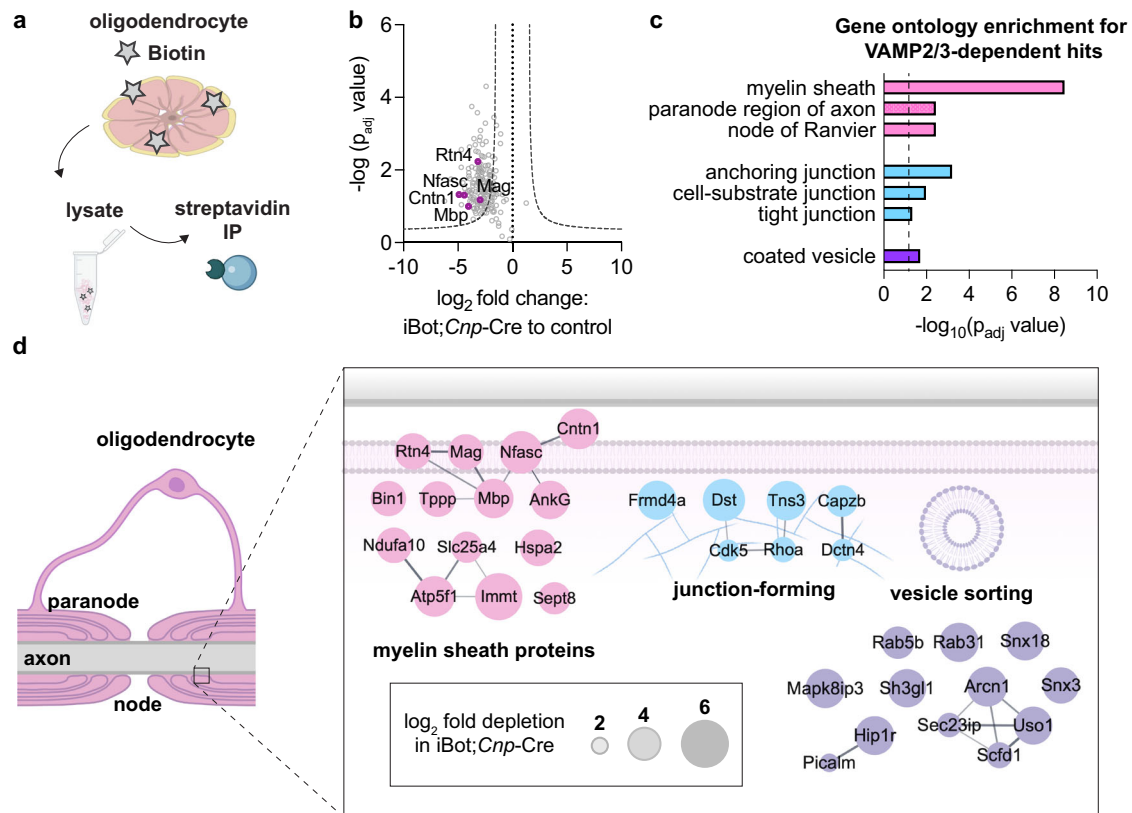 a
oligodendrocyte
Biotin
lysate
streptavidin
IP
b
-log (padj value)
6
4
2
0
Rtn4
Nfasc
Mag
Cntn1
Mbp
-10
-5
0
5
10
log2 fold change:
iBot;Cnp-Cre to control
c
Gene ontology enrichment for
VAMP2/3-dependent hits
myelin sheath
paranode region of axon
node of Ranvier
anchoring junction
cell-substrate junction
tight junction
coated vesicle
0
2
4
6
8
10
-log10(padj value)
d
oligodendrocyte
paranode
axon
node
Cntn1
Rtn4
Mag
Nfasc
Bin1
Tppp
Mbp
AnkG
Ndufa10
Slc25a4
Hspa2
Atp5f1
Immt
Sept8
myelin sheath proteins
Frmd4a
Dst
Tns3
Capzb
Cdk5
Rhoa
Dctn4
junction-forming
vesicle sorting
Rab5b
Rab31
Snx18
Mapk8ip3
Sh3gl1
Arcn1
Snx3
Sec23ip
Uso1
Hip1r
Scfd1
Picalm
log2 fold depletion
in iBot;Cnp-Cre
2
4
6